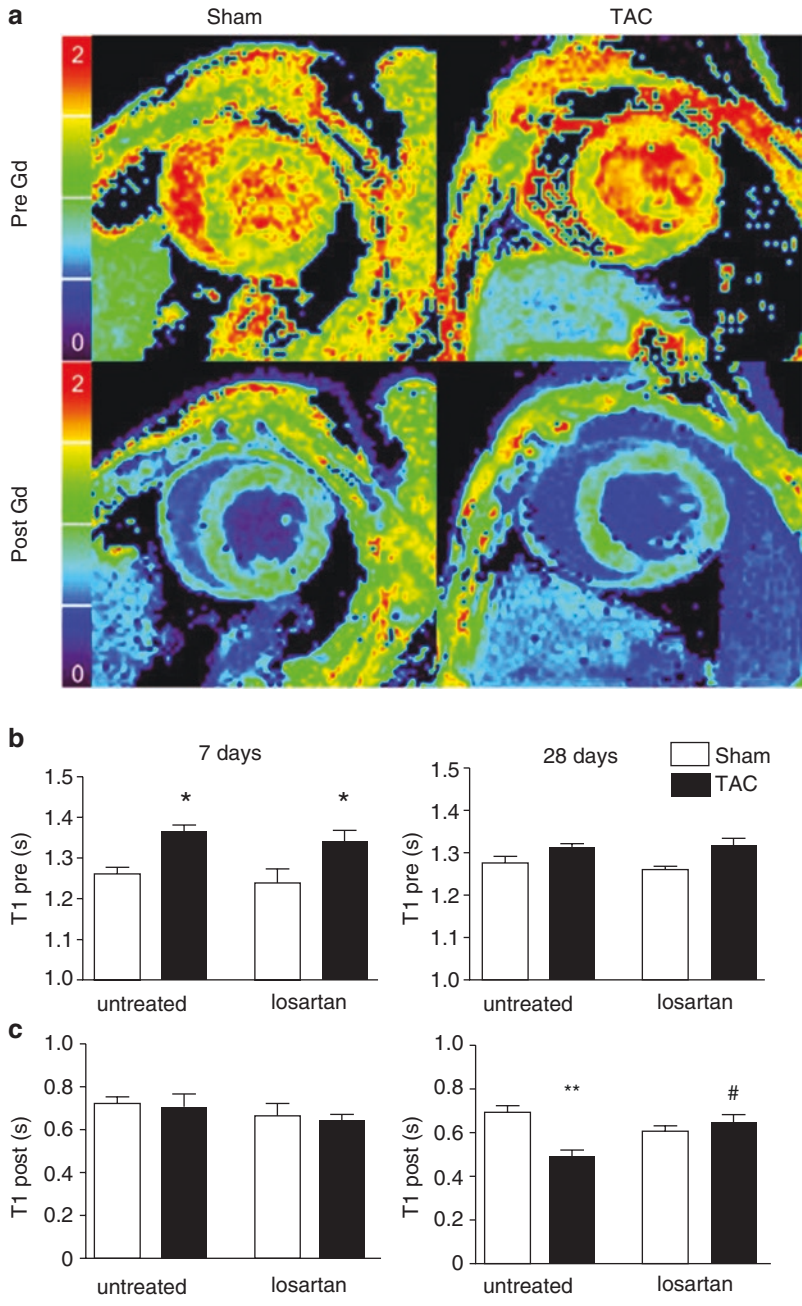 a
Sham
TAC
Pre Gd
2
0
Post Gd
2
0
b
7 days
T1 pre (s)
1.5
1.4
1.3
1.2
1.1
1.0
*
*
untreated
losartan
28 days
Sham
TAC
T1 pre (s)
1.5
1.4
1.3
1.2
1.1
1.0
untreated
losartan
c
T1 post (s)
1.0
0.8
0.6
0.4
0.2
0
untreated
losartan
T1 post (s)
1.0
0.8
0.6
0.4
0.2
0
**
#
untreated
losartan